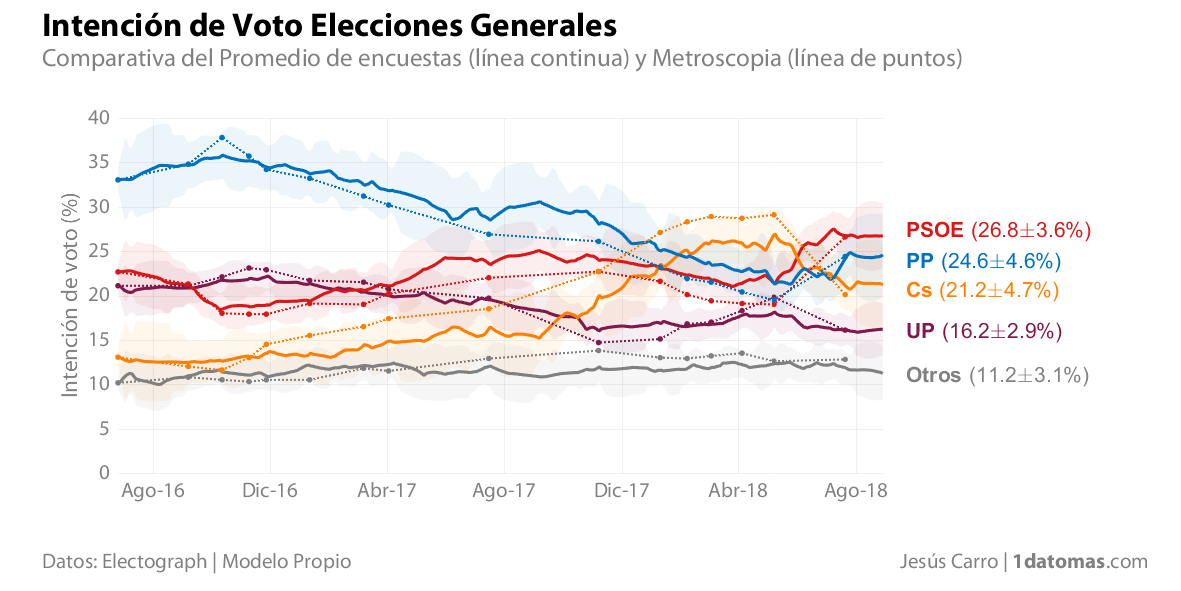 Intención de Voto Elecciones Generales
Comparativa del Promedio de encuestas (línea continua) y Metroscopia (línea de puntos)
Intención de voto (%)
40
35
30
25
20
15
10
5
0
Ago-16 Dic-16 Abr-17 Ago-17 Dic-17 Abr-18 Ago-18
PSOE (26.8±3.6%)
PP (24.6±4.6%)
Cs (21.2±4.7%)
UP (16.2±2.9%)
Otros (11.2±3.1%)
Datos: Electograph | Modelo Propio
Jesús Carro | 1datomas.com